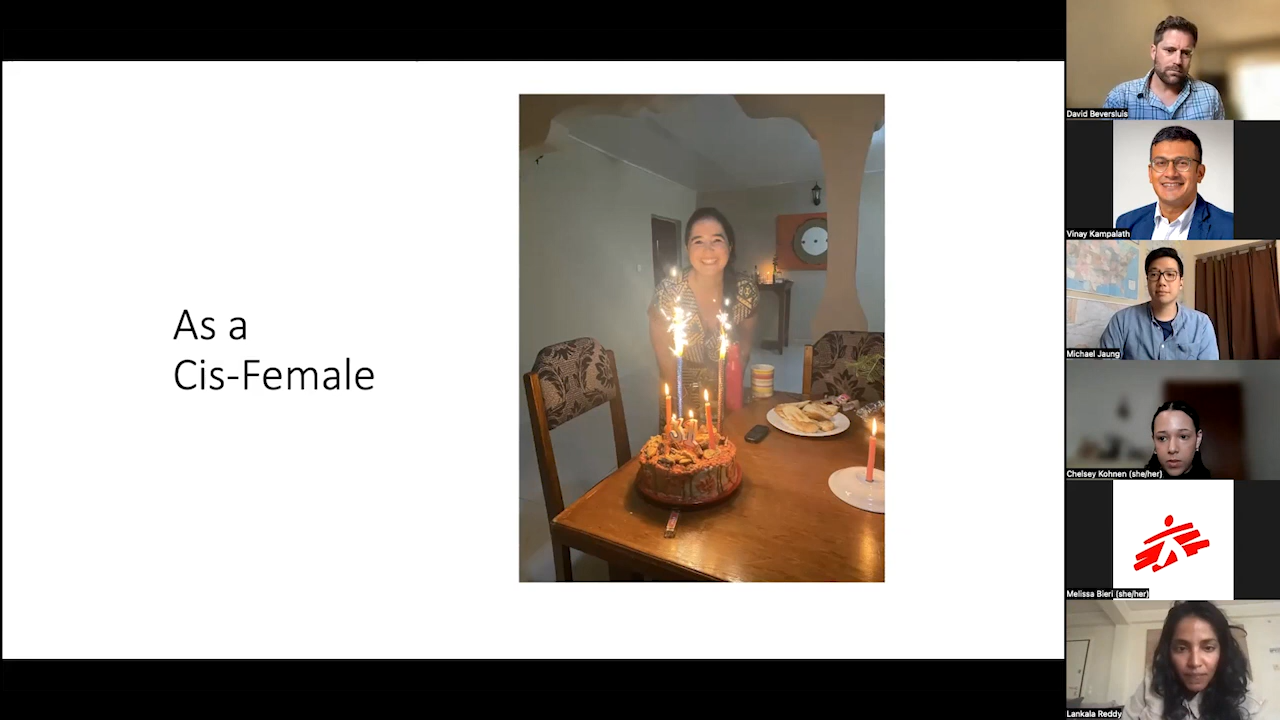 As a
Cis-Female
David Beversluis
Vinay Kampalath
Michael Jaung
Chelsey Kohnen (she/her)
Melissa Bieri (she/her)
Lankala Reddy